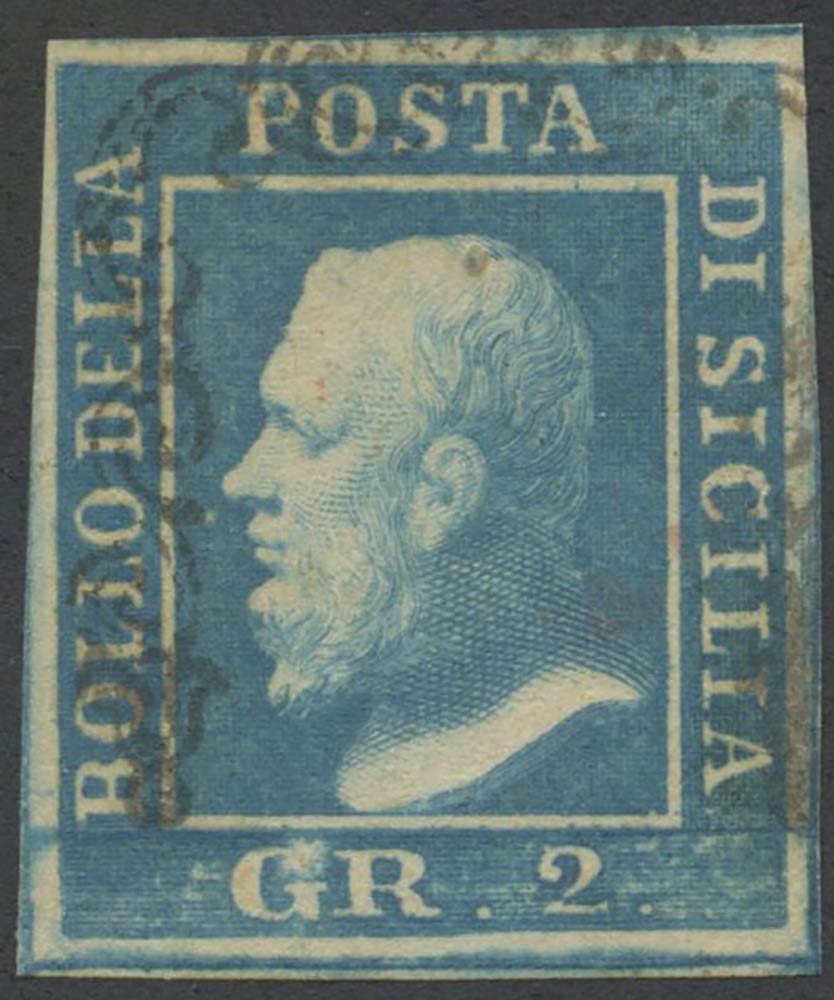 BOLLO DELLA
POSTA
DI SICILIA
GR. 2.